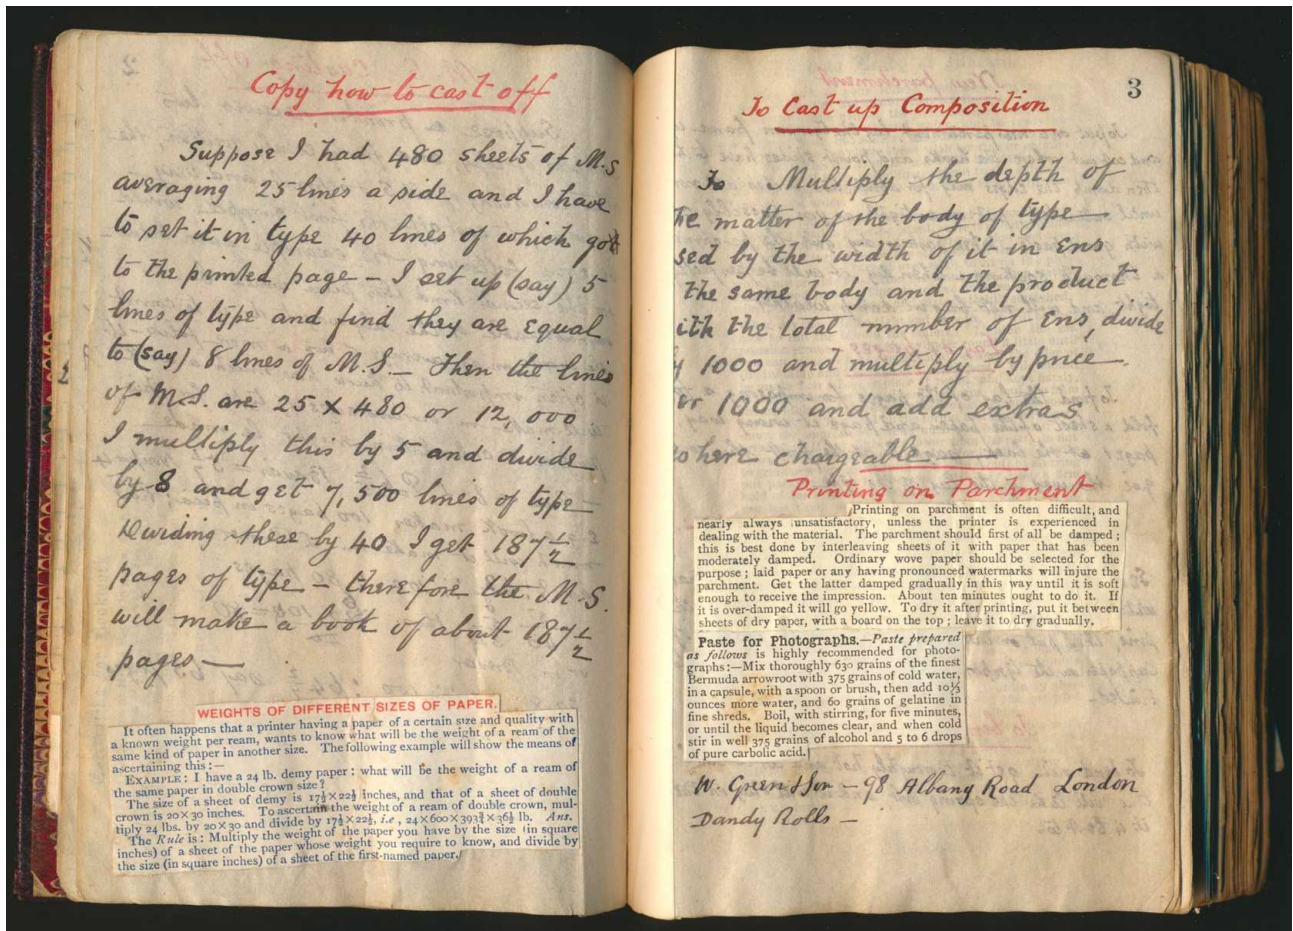 Copy how to cast off
Suppose I had 480 sheets of M.S
averaging 25 lines a side and I have
to set it in type 40 lines of which go
to the printed page – I set up (say) 5
lines of type and find they are equal
to (say) 8 lines of M.S. – Then the lines
of M.S. are 25 X 480 or 12,000
I multiply this by 5 and divide
by 8 and get 7,500 lines of type
Dividing these by 40 I get 187½
pages of type – therefore the M.S.
will make a book of about 187½
pages —
WEIGHTS OF DIFFERENT SIZES OF PAPER.
It often happens that a printer having a paper of a certain size and quality with
a known weight per ream, wants to know what will be the weight of a ream of the
same kind of paper in another size. The following example will show the means of
ascertaining this :—
EXAMPLE : I have a 24 lb. demy paper : what will be the weight of a ream of
the same paper in double crown size?
The size of a sheet of demy is 17½ × 22½ inches, and that of a sheet of double
crown is 20 × 30 inches. To ascertain the weight of a ream of double crown, mul-
tiply 24 lbs. by 20 × 30 and divide by 17½ × 22½, i.e , 24×600×393¾×36½ lb. Ans.
The Rule is : Multiply the weight of the paper you have by the size (in square
inches) of a sheet of the paper whose weight you require to know, and divide by
the size (in square inches) of a sheet of the first-named paper.
3
To Cast up Composition
To Multiply the depth of
he matter of the body of type
sed by the width of it in Ens
the same body and the product
ith the total number of Ens, divide
y 1000 and multiply by price
er 1000 and add extras
here chargeable
Printing on Parchment
Printing on parchment is often difficult, and
nearly always unsatisfactory, unless the printer is experienced in
dealing with the material. The parchment should first of all be damped ;
this is best done by interleaving sheets of it with paper that has been
moderately damped. Ordinary wove paper should be selected for the
purpose ; laid paper or any having pronounced watermarks will injure the
parchment. Get the latter damped gradually in this way until it is soft
enough to receive the impression. About ten minutes ought to do it. If
it is over-damped it will go yellow. To dry it after printing, put it between
sheets of dry paper, with a board on the top ; leave it to dry gradually.
Paste for Photographs.—Paste prepared
as follows is highly recommended for photo-
graphs :—Mix thoroughly 630 grains of the finest
Bermuda arrowroot with 375 grains of cold water,
in a capsule, with a spoon or brush, then add 10⅓
ounces more water, and 60 grains of gelatine in
fine shreds. Boil, with stirring, for five minutes,
or until the liquid becomes clear, and when cold
stir in well 375 grains of alcohol and 5 to 6 drops
of pure carbolic acid.
W. Green & Son – 98 Albany Road London
Dandy Rolls –